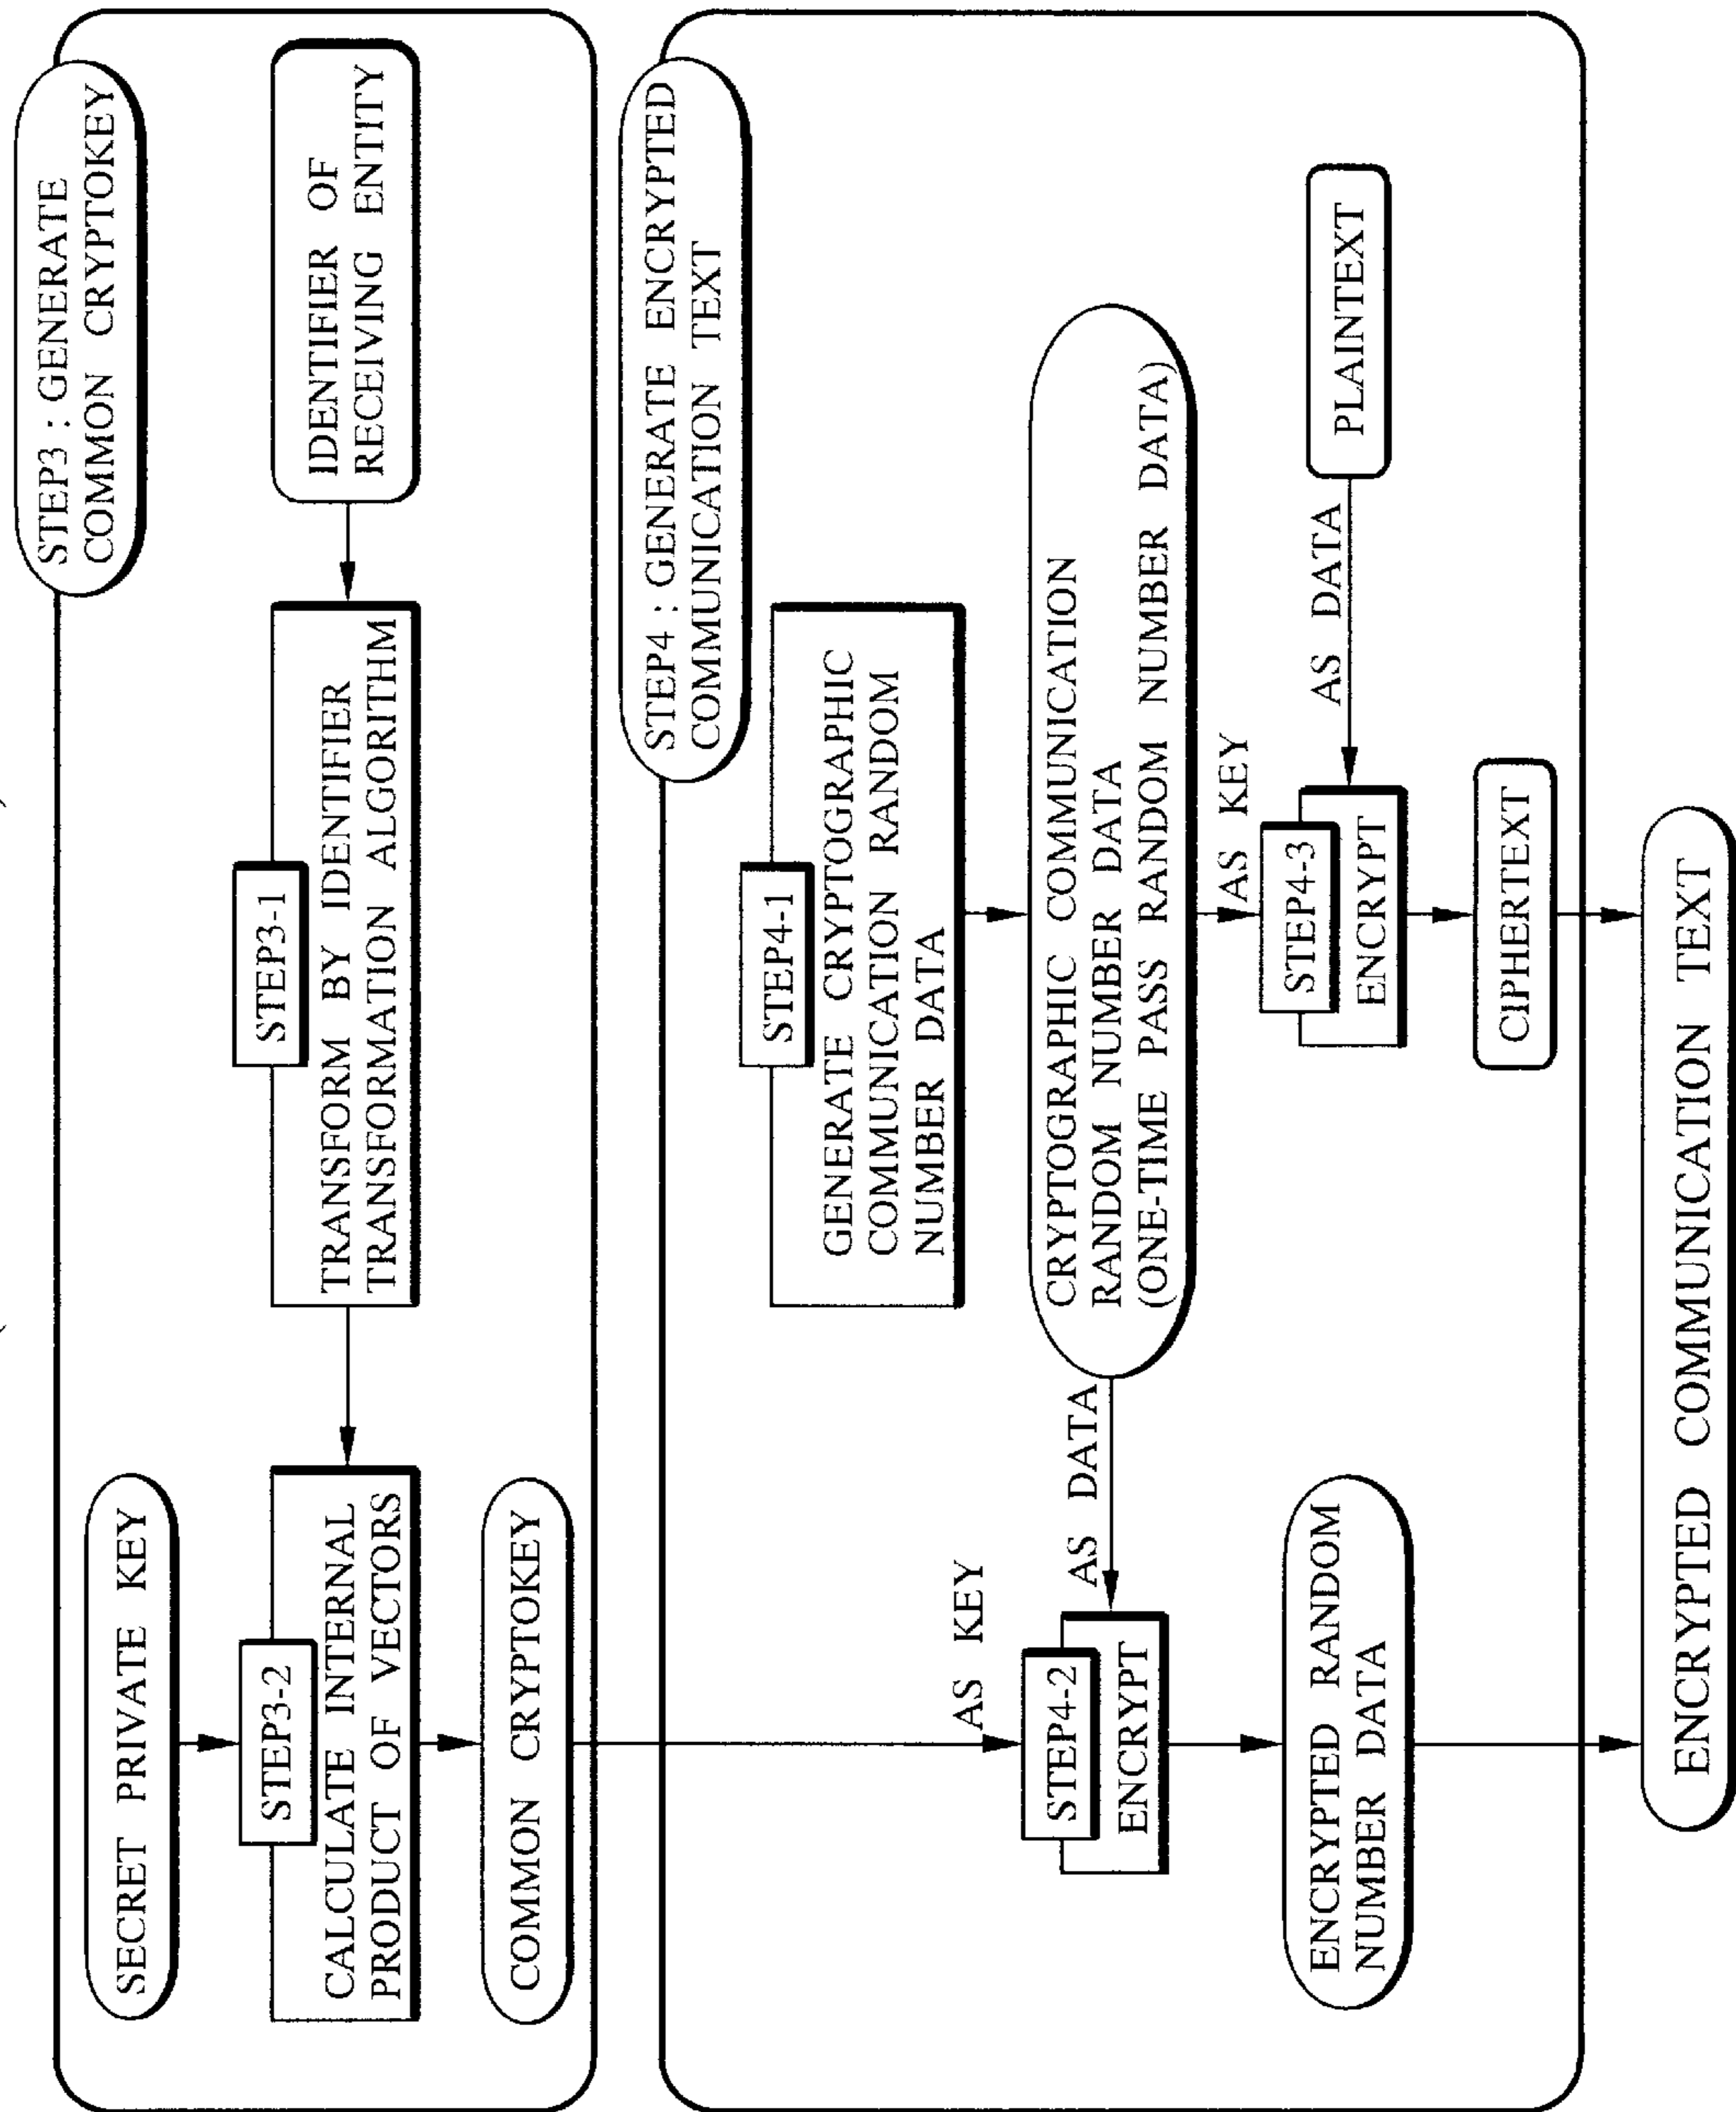 STEP3 : GENERATE
COMMON CRYPTOKEY
SECRET PRIVATE KEY
STEP3-2
CALCULATE INTERNAL
PRODUCT OF VECTORS
STEP3-1
TRANSFORM BY IDENTIFIER
TRANSFORMATION ALGORITHM
IDENTIFIER OF
RECEIVING ENTITY
COMMON CRYPTOKEY
STEP4 : GENERATE ENCRYPTED
COMMUNICATION TEXT
STEP4-1
GENERATE CRYPTOGRAPHIC
COMMUNICATION RANDOM
NUMBER DATA
AS KEY
STEP4-2
ENCRYPT
AS DATA
CRYPTOGRAPHIC COMMUNICATION
RANDOM NUMBER DATA
(ONE-TIME PASS RANDOM NUMBER DATA)
AS KEY
STEP4-3
ENCRYPT
AS DATA
PLAINTEXT
ENCRYPTED RANDOM
NUMBER DATA
CIPHERTEXT
ENCRYPTED COMMUNICATION TEXT